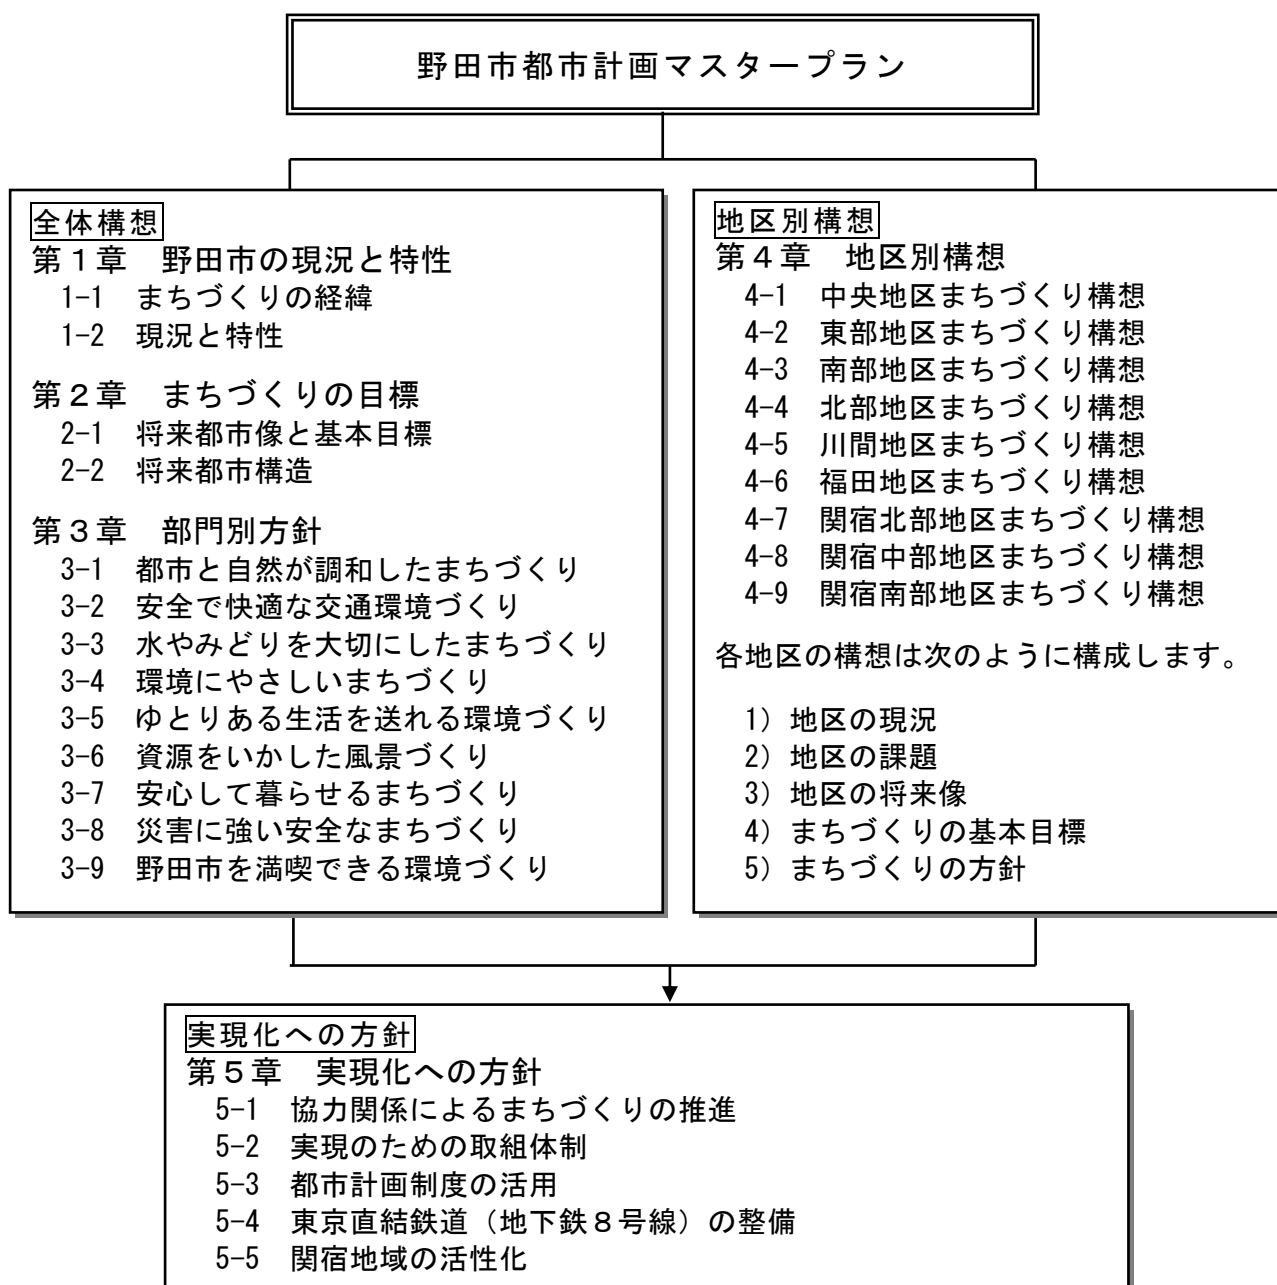 野田市都市計画マスタープラン
全体構想
第１章　野田市の現況と特性
1-1　まちづくりの経緯
1-2　現況と特性
第２章　まちづくりの目標
2-1　将来都市像と基本目標
2-2　将来都市構造
第３章　部門別方針
3-1　都市と自然が調和したまちづくり
3-2　安全で快適な交通環境づくり
3-3　水やみどりを大切にしたまちづくり
3-4　環境にやさしいまちづくり
3-5　ゆとりある生活を送れる環境づくり
3-6　資源をいかした風景づくり
3-7　安心して暮らせるまちづくり
3-8　災害に強い安全なまちづくり
3-9　野田市を満喫できる環境づくり
地区別構想
第４章　地区別構想
4-1　中央地区まちづくり構想
4-2　東部地区まちづくり構想
4-3　南部地区まちづくり構想
4-4　北部地区まちづくり構想
4-5　川間地区まちづくり構想
4-6　福田地区まちづくり構想
4-7　関宿北部地区まちづくり構想
4-8　関宿中部地区まちづくり構想
4-9　関宿南部地区まちづくり構想
各地区の構想は次のように構成します。
1）地区の現況
2）地区の課題
3）地区の将来像
4）まちづくりの基本目標
5）まちづくりの方針
実現化への方針
第５章　実現化への方針
5-1　協力関係によるまちづくりの推進
5-2　実現のための取組体制
5-3　都市計画制度の活用
5-4　東京直結鉄道（地下鉄８号線）の整備
5-5　関宿地域の活性化